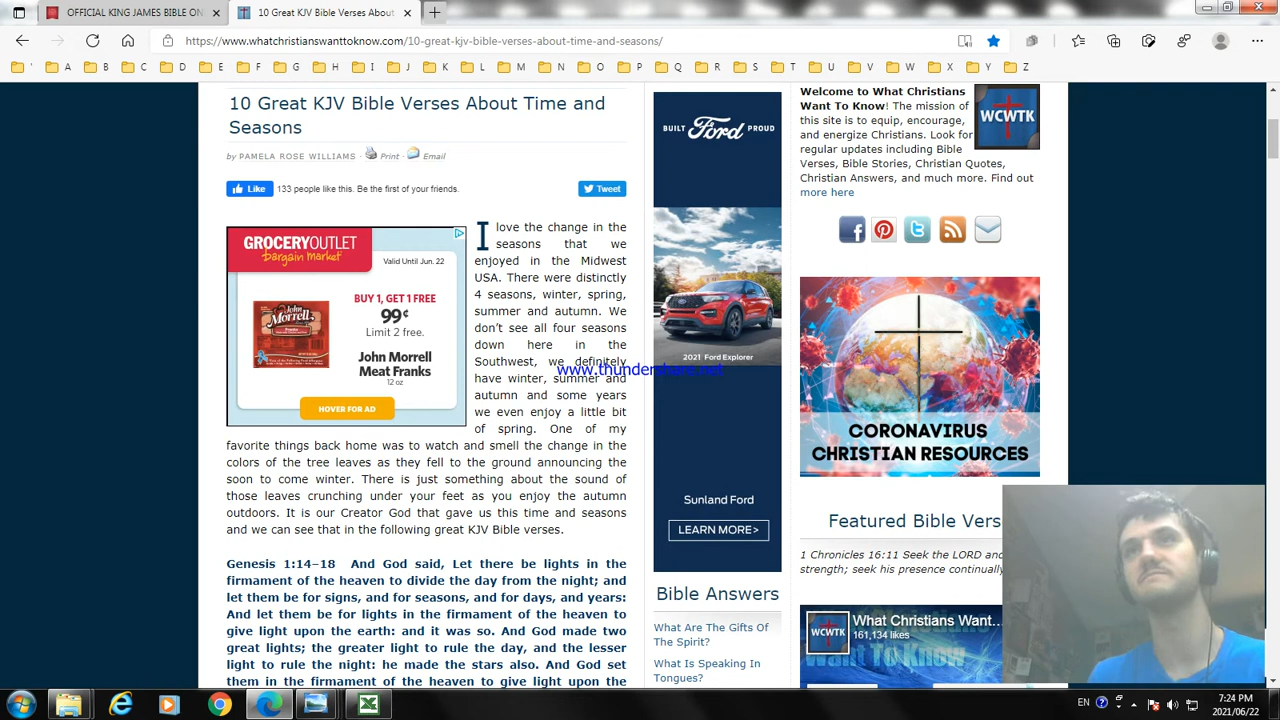 OFFICIAL KING JAMES BIBLE ON
10 Great KJV Bible Verses About
https://www.whatchristianswanttoknow.com/10-great-kjv-bible-verses-about-time-and-seasons/
' A B C D E F G H I J K L M N O P Q R S T U V W X Y Z
10 Great KJV Bible Verses About Time and
Seasons
by PAMELA ROSE WILLIAMS · Print · Email
Like 133 people like this. Be the first of your friends.
Tweet
GROCERY OUTLET
bargain market
Valid Until Jun. 22
BUY 1, GET 1 FREE
99¢
Limit 2 free.
John Morrell
John Morrell
Meat Franks
12 oz
HOVER FOR AD
I love the change in the
seasons that we
enjoyed in the Midwest
USA. There were distinctly
4 seasons, winter, spring,
summer and autumn. We
don't see all four seasons
down here in the
Southwest, we definitely
have winter, summer and
autumn and some years
we even enjoy a little bit
of spring. One of my
favorite things back home was to watch and smell the change in the
colors of the tree leaves as they fell to the ground announcing the
soon to come winter. There is just something about the sound of
those leaves crunching under your feet as you enjoy the autumn
outdoors. It is our Creator God that gave us this time and seasons
and we can see that in the following great KJV Bible verses.
Genesis 1:14–18 And God said, Let there be lights in the
firmament of the heaven to divide the day from the night; and
let them be for signs, and for seasons, and for days, and years:
And let them be for lights in the firmament of the heaven to
give light upon the earth: and it was so. And God made two
great lights; the greater light to rule the day, and the lesser
light to rule the night: he made the stars also. And God set
them in the firmament of the heaven to give light upon the
www.thundershare.net
BUILT Ford PROUD
2021 Ford Explorer
Sunland Ford
LEARN MORE>
Bible Answers
What Are The Gifts Of
The Spirit?
What Is Speaking In
Tongues?
Welcome to What Christians
Want To Know! The mission of
this site is to equip, encourage,
and energize Christians. Look for
regular updates including Bible
Verses, Bible Stories, Christian Quotes,
Christian Answers, and much more. Find out
more here
WCWTK
CORONAVIRUS
CHRISTIAN RESOURCES
Featured Bible Vers
1 Chronicles 16:11 Seek the LORD and
strength; seek his presence continually
WCWTK
What Christians Want...
161,134 likes
Want To Know
EN
7:24 PM
2021/06/22